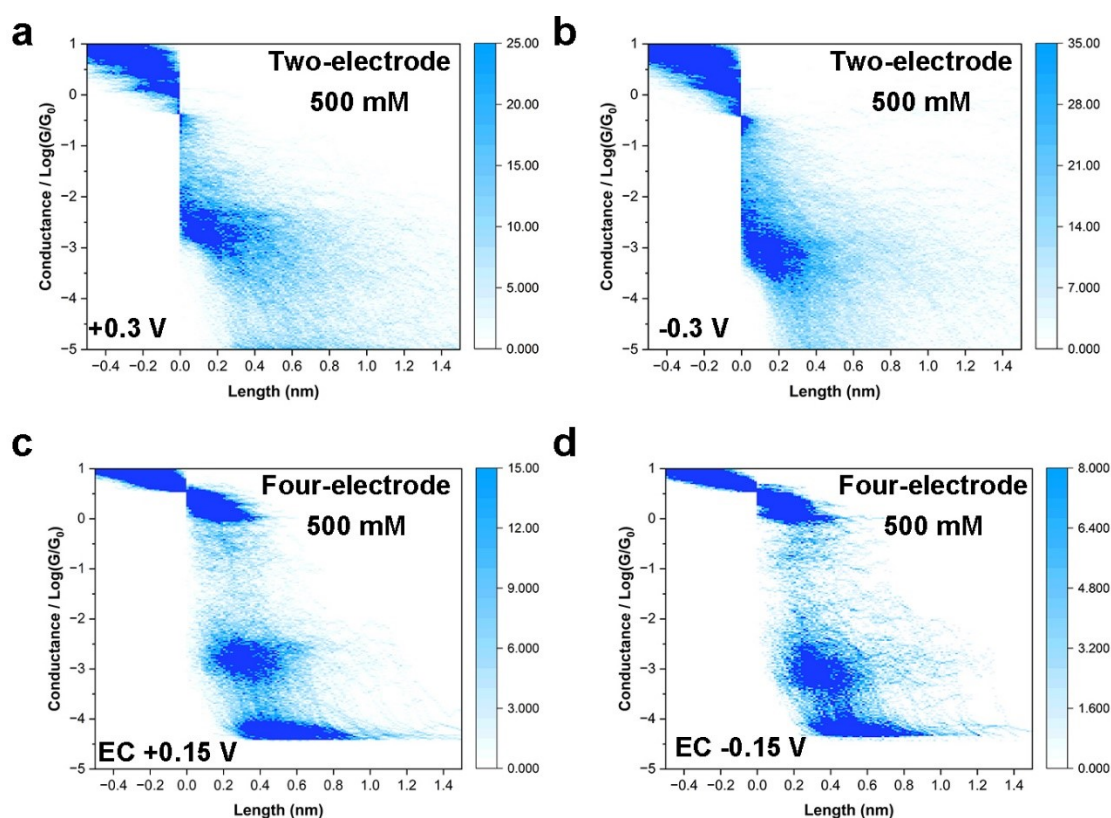 a
Two-electrode
500 mM
+0.3 V
Conductance / Log(G/G₀)
Length (nm)
1
0
−1
−2
−3
−4
−5
−0.4 −0.2 0.0 0.2 0.4 0.6 0.8 1.0 1.2 1.4
25.00
20.00
15.00
10.00
5.000
0.000
b
Two-electrode
500 mM
-0.3 V
Conductance / Log(G/G₀)
Length (nm)
1
0
−1
−2
−3
−4
−5
−0.4 −0.2 0.0 0.2 0.4 0.6 0.8 1.0 1.2 1.4
35.00
28.00
21.00
14.00
7.000
0.000
c
Four-electrode
500 mM
EC +0.15 V
Conductance / Log(G/G₀)
Length (nm)
1
0
−1
−2
−3
−4
−5
−0.4 −0.2 0.0 0.2 0.4 0.6 0.8 1.0 1.2 1.4
15.00
12.00
9.000
6.000
3.000
0.000
d
Four-electrode
500 mM
EC -0.15 V
Conductance / Log(G/G₀)
Length (nm)
1
0
−1
−2
−3
−4
−5
−0.4 −0.2 0.0 0.2 0.4 0.6 0.8 1.0 1.2 1.4
8.000
6.400
4.800
3.200
1.600
0.000